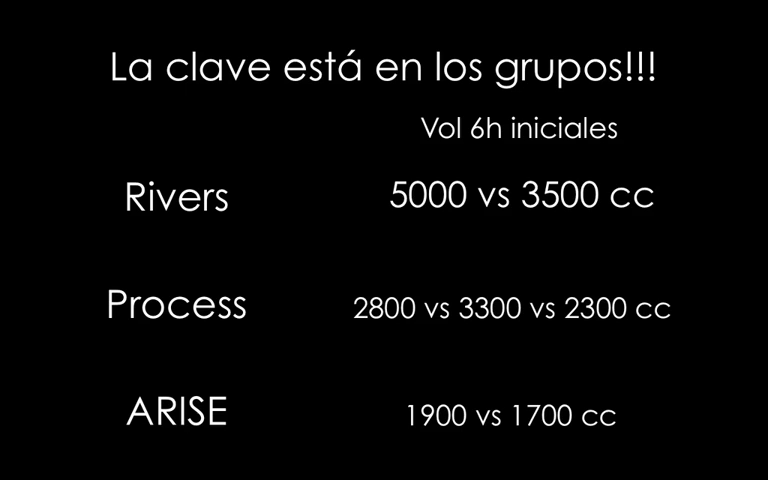 La clave está en los grupos!!!
Vol 6h iniciales
Rivers 5000 vs 3500 cc
Process 2800 vs 3300 vs 2300 cc
ARISE 1900 vs 1700 cc